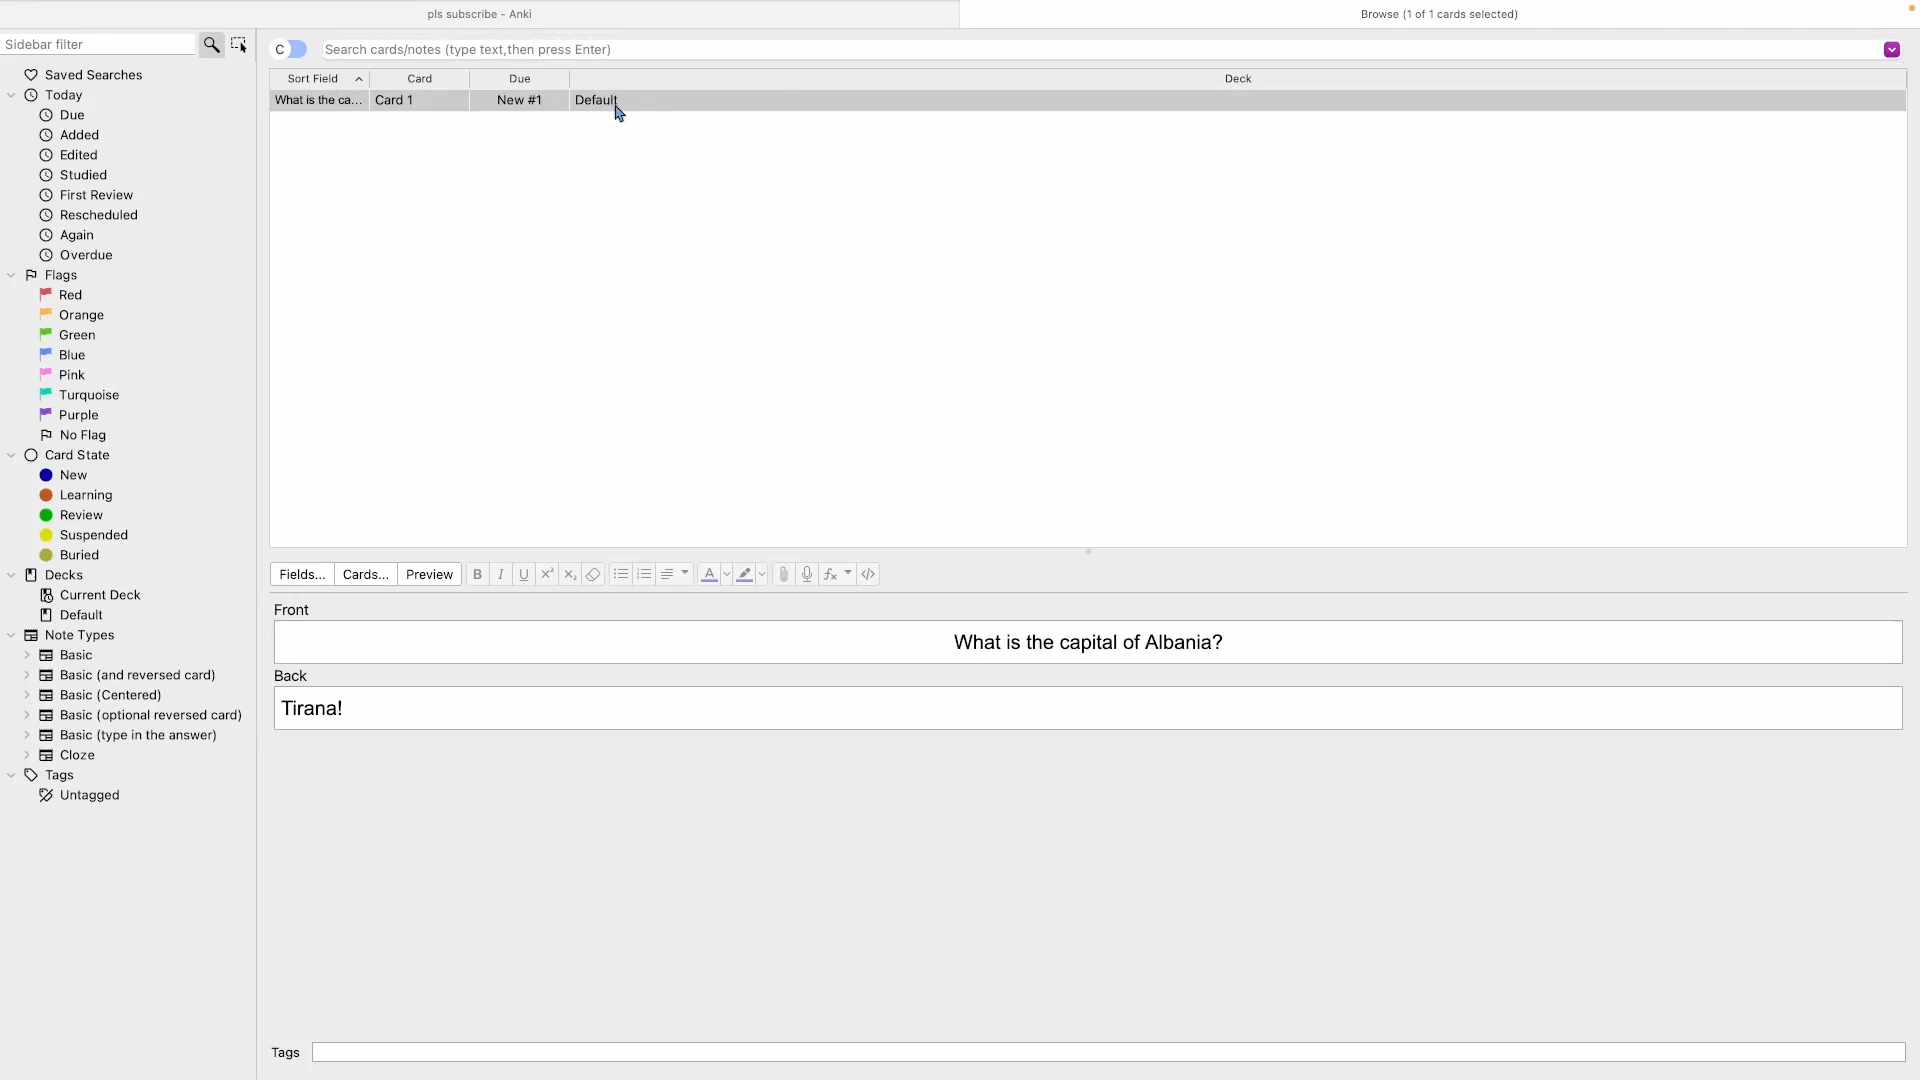 pls subscribe - Anki
Browse (1 of 1 cards selected)
Sidebar filter
Saved Searches
Today
Due
Added
Edited
Studied
First Review
Rescheduled
Again
Overdue
Flags
Red
Orange
Green
Blue
Pink
Turquoise
Purple
No Flag
Card State
New
Learning
Review
Suspended
Buried
Decks
Current Deck
Default
Note Types
Basic
Basic (and reversed card)
Basic (Centered)
Basic (optional reversed card)
Basic (type in the answer)
Cloze
Tags
Untagged
C Search cards/notes (type text,then press Enter)
Sort Field Card Due Deck
What is the ca... Card 1 New #1 Default
Fields... Cards... Preview B I U x² x₂ A fx </>
Front
What is the capital of Albania?
Back
Tirana!
Tags